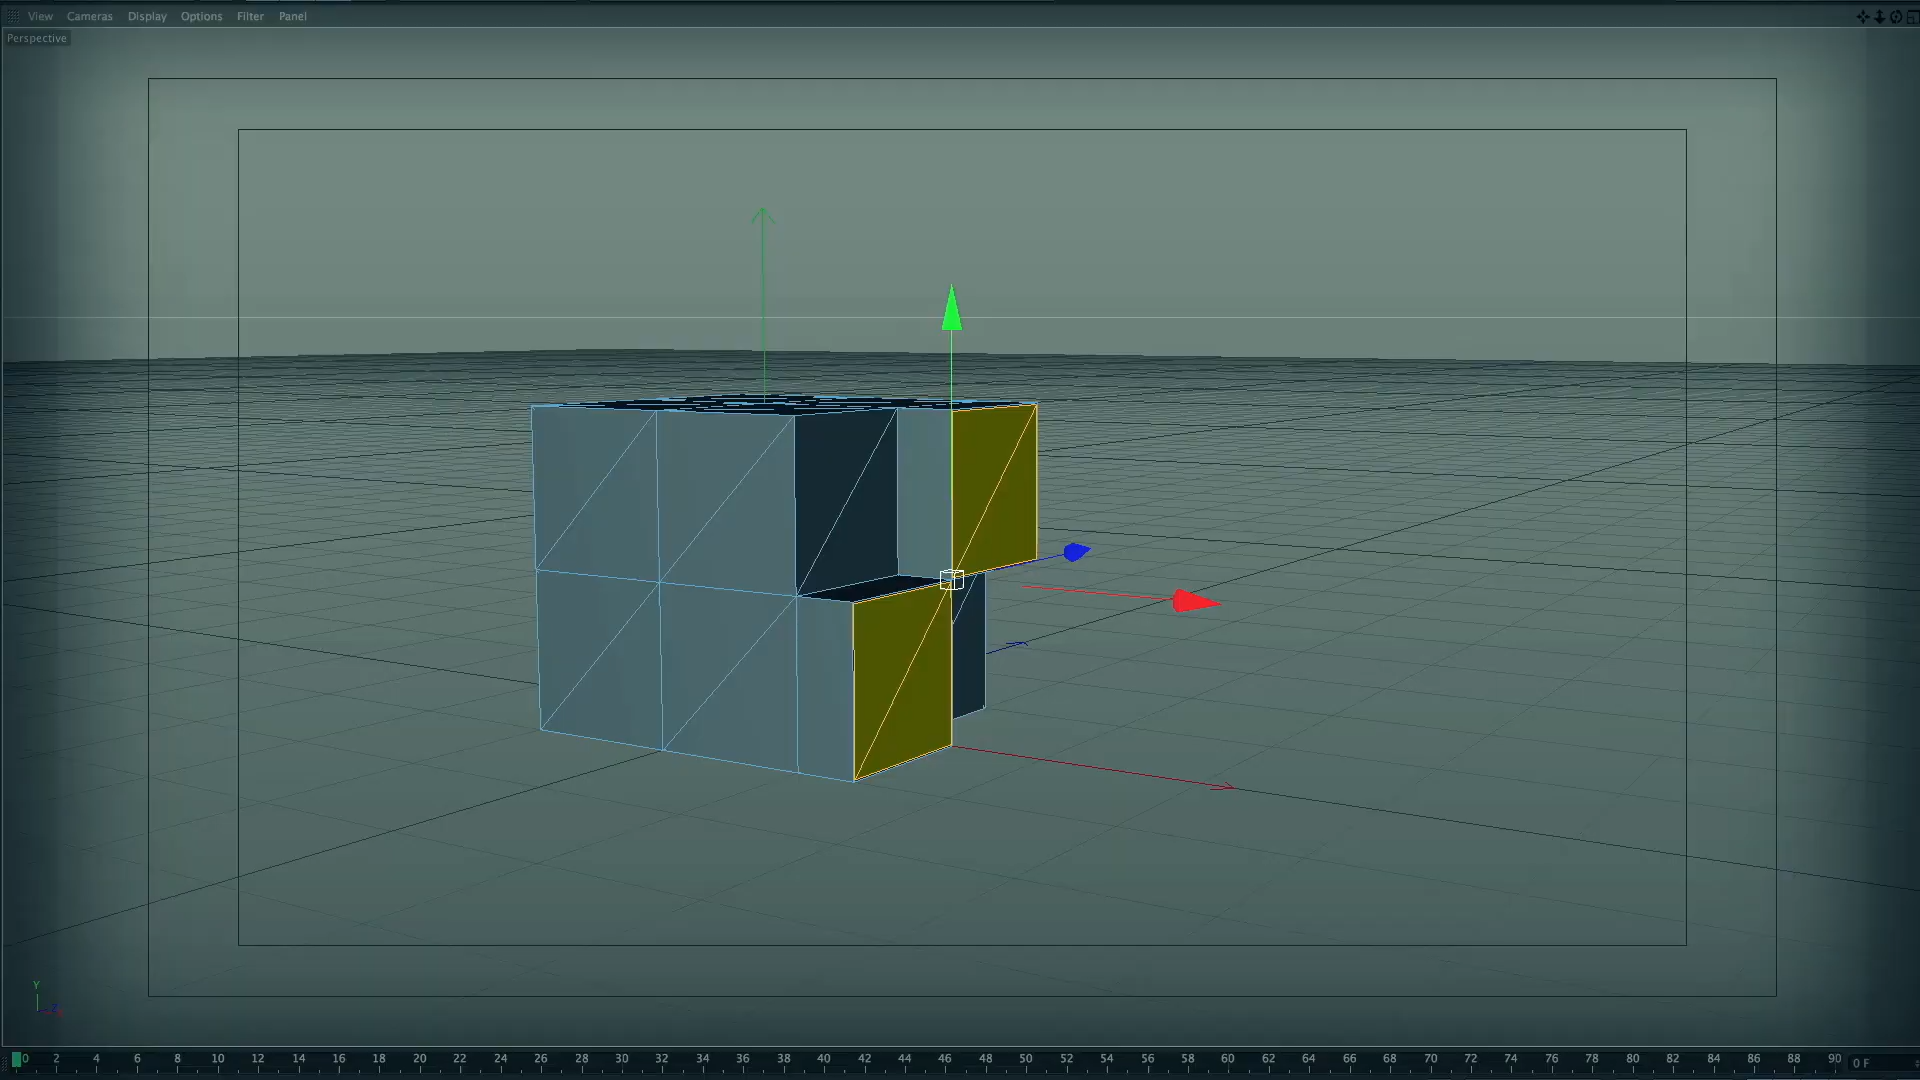 View Cameras Display Options Filter Panel
Perspective
Y
Z
0 2 4 6 8 10 12 14 16 18 20 22 24 26 28 30 32 34 36 38 40 42 44 46 48 50 52 54 56 58 60 62 64 66 68 70 72 74 76 78 80 82 84 86 88 90 0 F